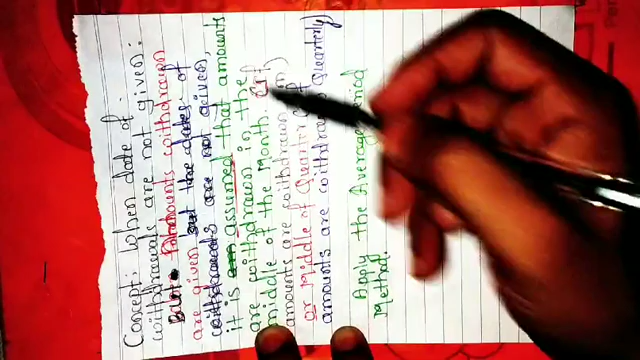 Concept: When date of
withdrawals are not given:
But Amounts withdrawn
are given but the dates of
withdrawals are not given,
it is assumed that amounts
are withdrawn in the
middle of the Month. (If
amounts are withdrawn in)
or Middle of Quarter
amounts are withdrawn Quarterly)
Apply the Average Period
Method.